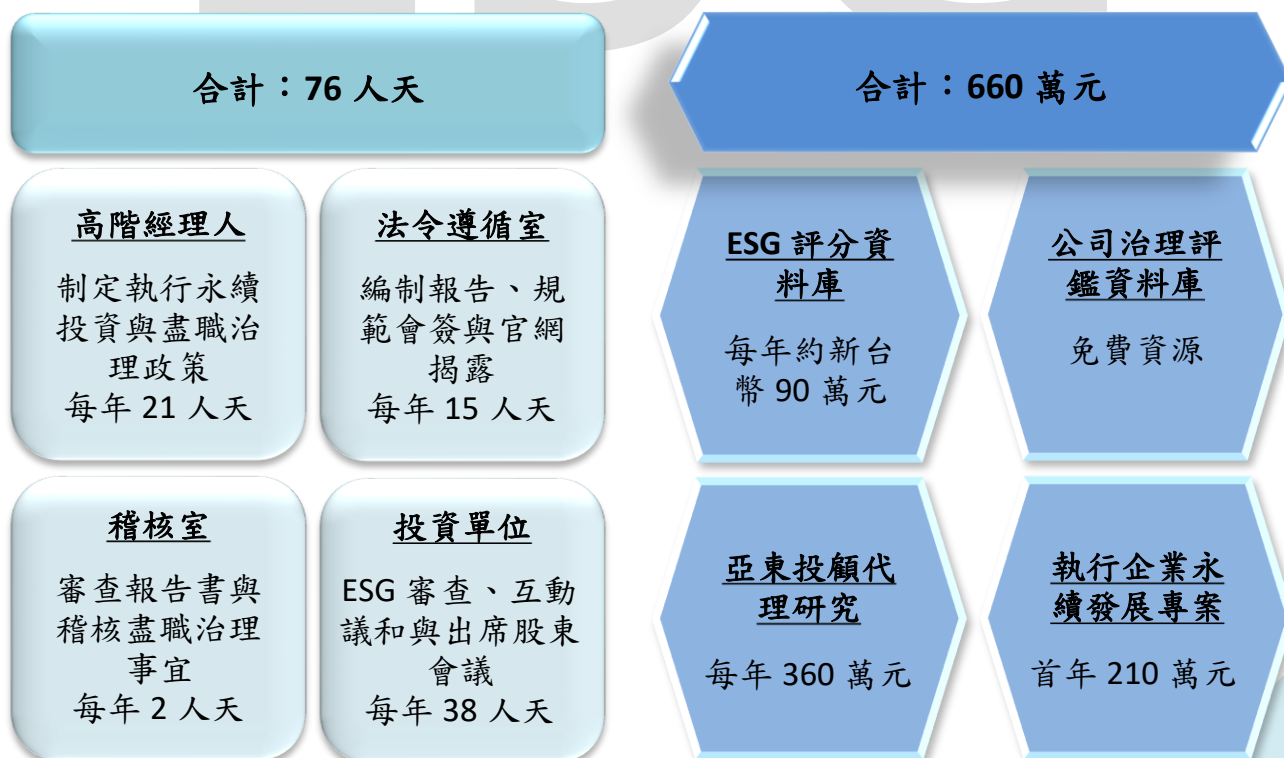 合計：76 人天
合計：660 萬元
高階經理人
制定執行永續
投資與盡職治
理政策
每年 21 人天
法令遵循室
編制報告、規
範會簽與官網
揭露
每年 15 人天
ESG 評分資
料庫
每年約新台
幣 90 萬元
公司治理評
鑑資料庫
免費資源
稽核室
審查報告書與
稽核盡職治理
事宜
每年 2 人天
投資單位
ESG 審查、互動
議和與出席股東
會議
每年 38 人天
亞東投顧代
理研究
每年 360 萬元
執行企業永
續發展專案
首年 210 萬元